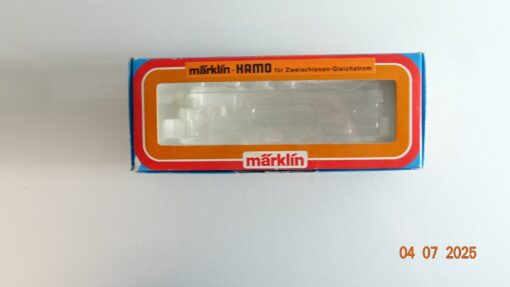 märklin · HAMO für Zweischienen-Gleichstrom
märklin
04 07 2025